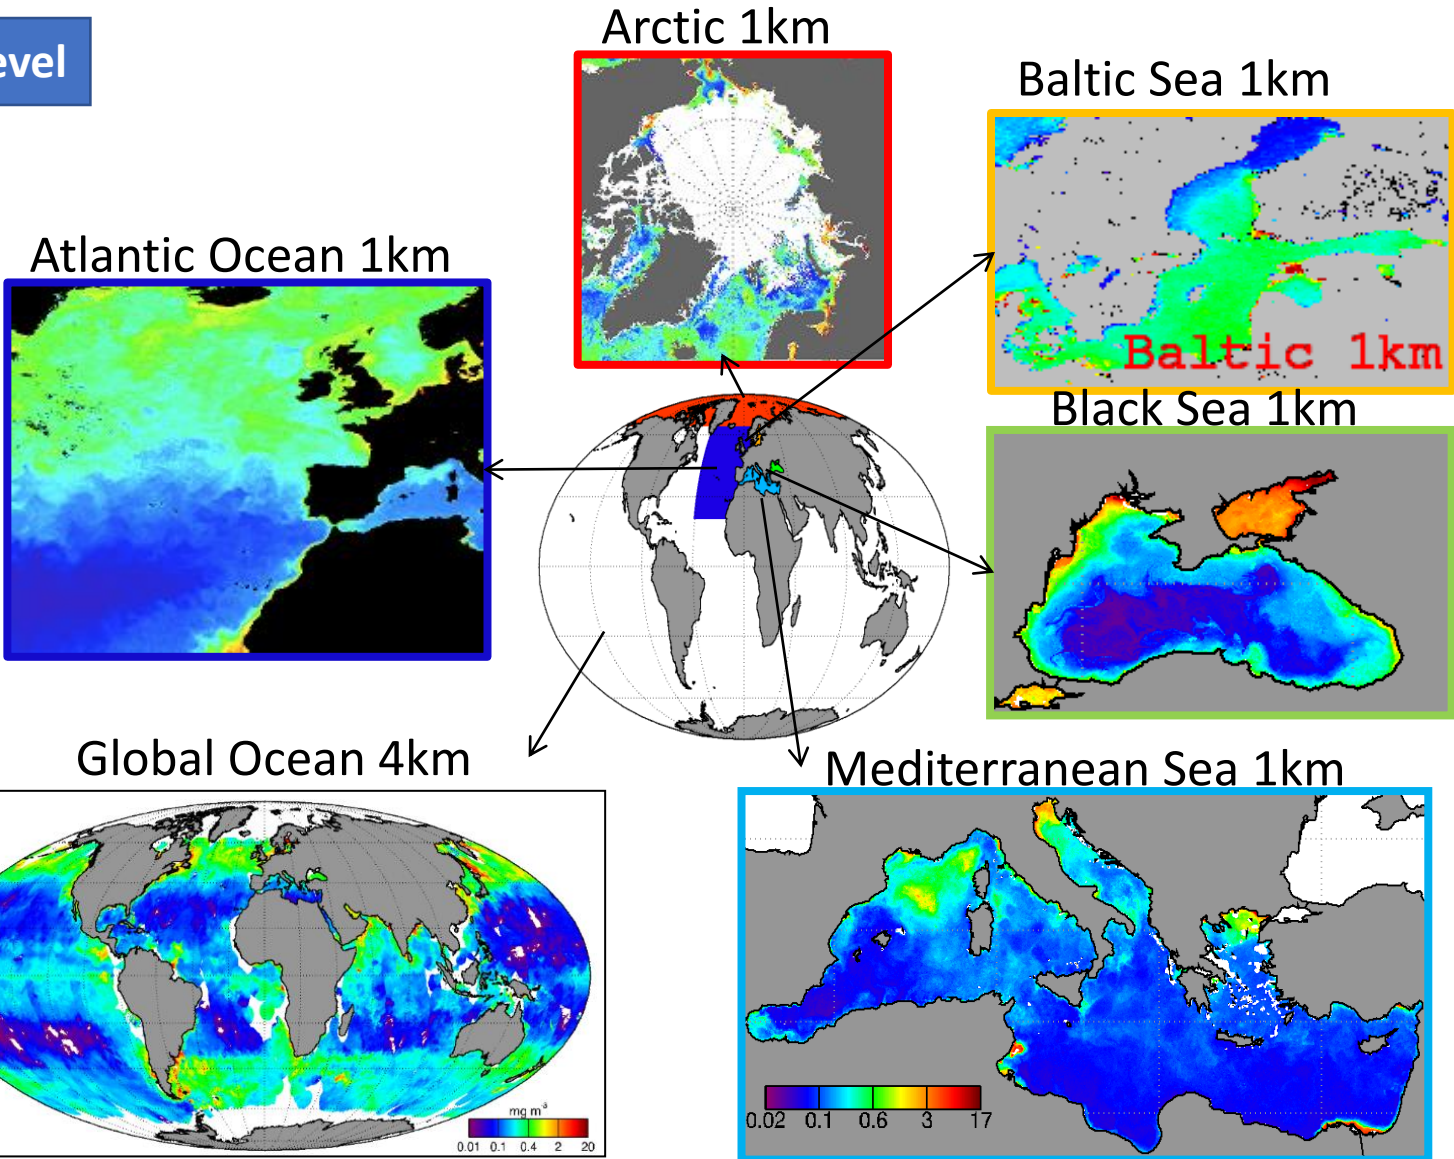 evel
Arctic 1km
Baltic Sea 1km
Baltic 1km
Atlantic Ocean 1km
Black Sea 1km
Global Ocean 4km
mg m-3
0.01 0.1 0.4 2 20
Mediterranean Sea 1km
0.02 0.1 0.6 3 17